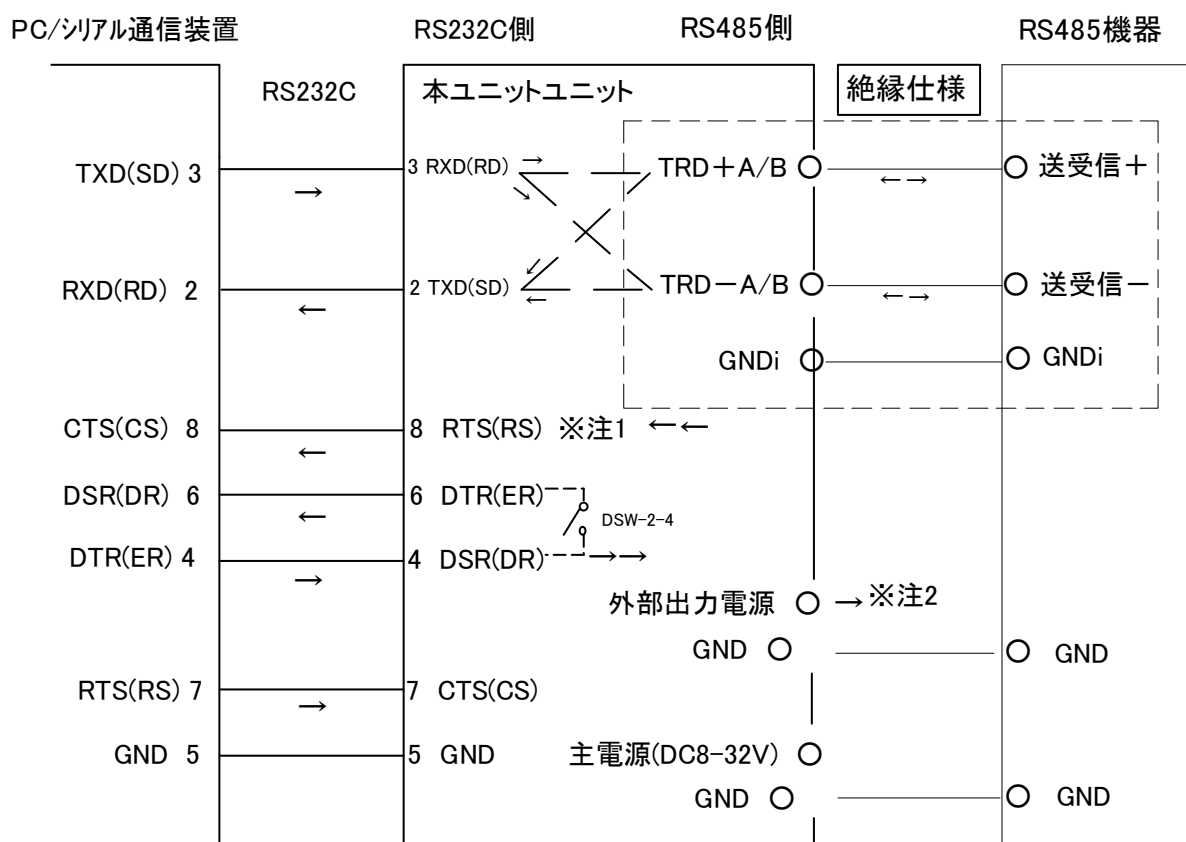 PC/シリアル通信装置 RS232C側 RS485側 RS485機器
RS232C 本ユニットユニット 絶縁仕様
TXD(SD) 3 → 3 RXD(RD) → TRD+A/B ←→ 送受信+
RXD(RD) 2 ← 2 TXD(SD) ← TRD-A/B ←→ 送受信-
GNDi GNDi
CTS(CS) 8 ← 8 RTS(RS) ※注1 ←←
DSR(DR) 6 ← 6 DTR(ER)
DSW-2-4
DTR(ER) 4 → 4 DSR(DR) →→
外部出力電源 →※注2
GND GND
RTS(RS) 7 → 7 CTS(CS)
GND 5 5 GND 主電源(DC8-32V)
GND GND